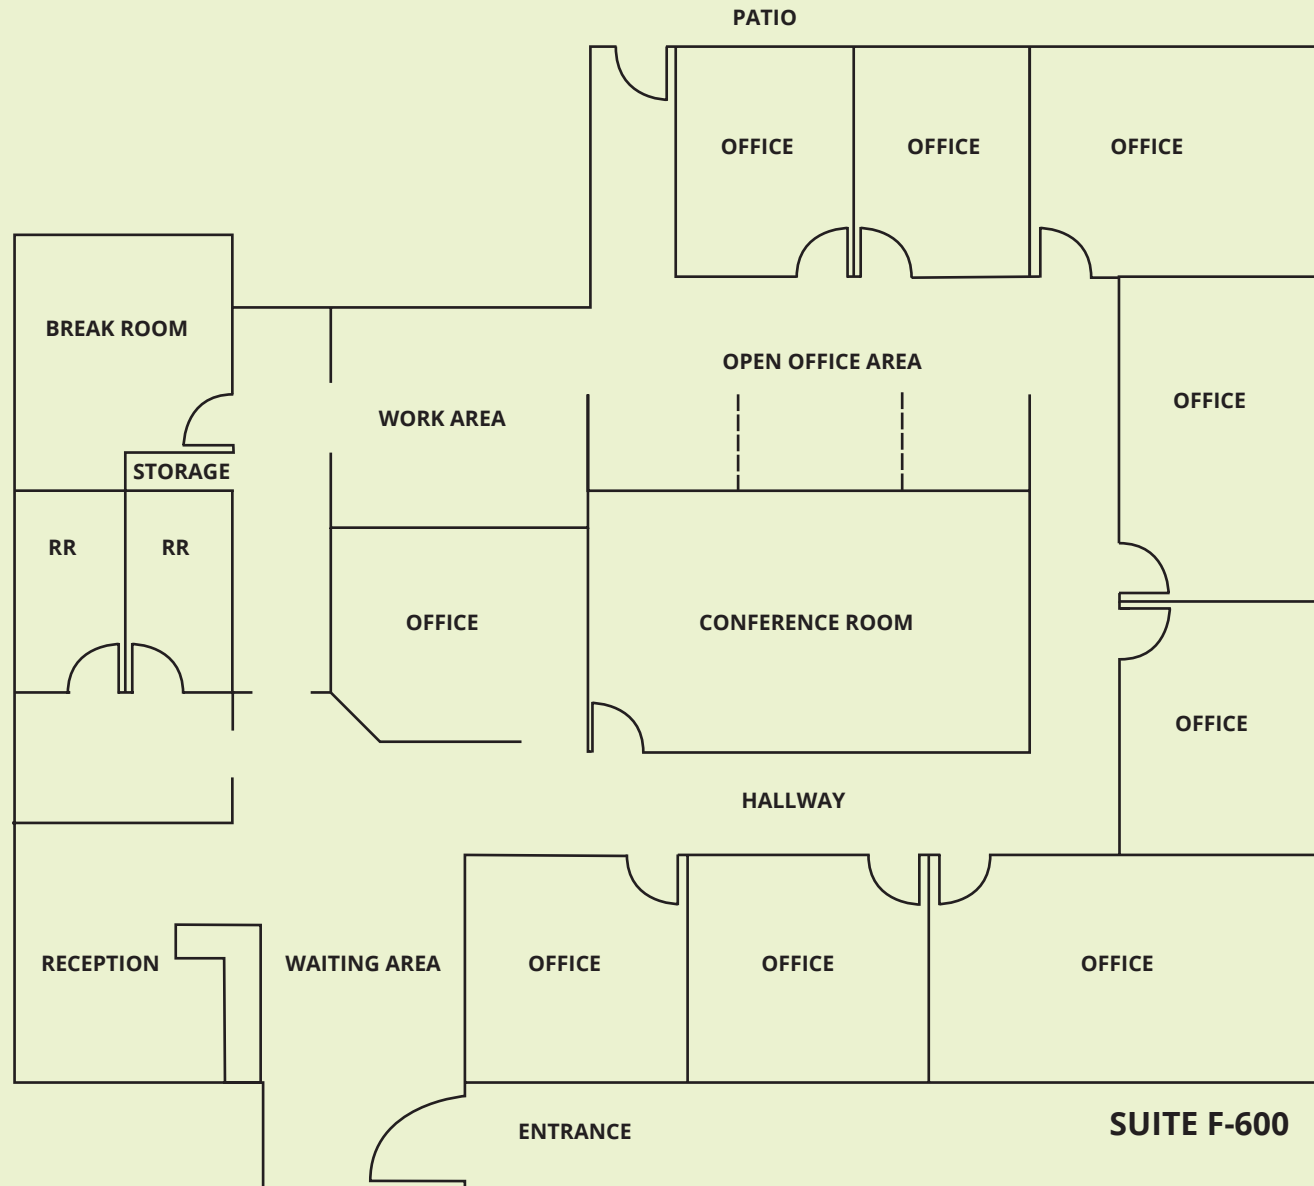 PATIO
OFFICE
OFFICE
OFFICE
BREAK ROOM
OPEN OFFICE AREA
OFFICE
WORK AREA
STORAGE
RR
RR
OFFICE
CONFERENCE ROOM
OFFICE
HALLWAY
RECEPTION
WAITING AREA
OFFICE
OFFICE
OFFICE
ENTRANCE
SUITE F-600